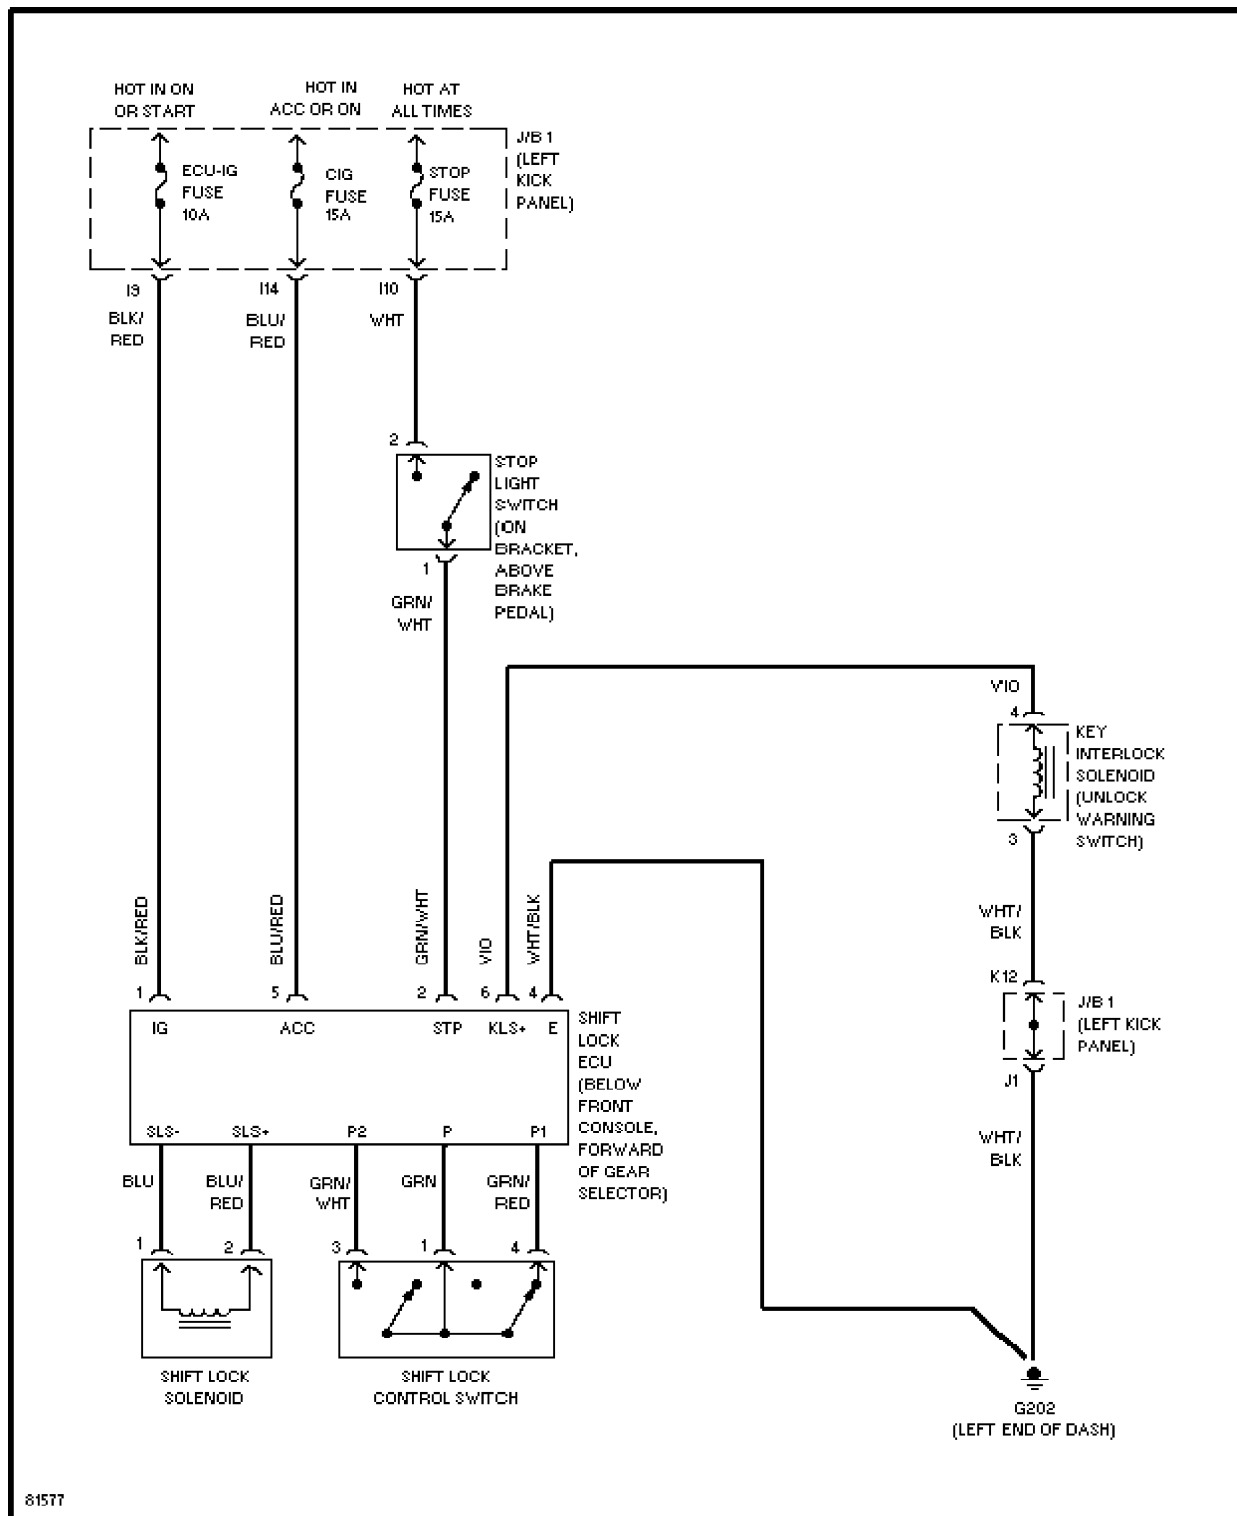 HOT IN ON
OR START
HOT IN
ACC OR ON
HOT AT
ALL TIMES
J/B 1
(LEFT
KICK
PANEL)
ECU-IG
FUSE
10A
CIG
FUSE
15A
STOP
FUSE
15A
I9
I14
I10
BLK/
RED
BLU/
RED
WHT
2
STOP
LIGHT
SWITCH
(ON
BRACKET,
ABOVE
BRAKE
PEDAL)
1
GRN/
WHT
VIO
4
KEY
INTERLOCK
SOLENOID
(UNLOCK
WARNING
SWITCH)
3
WHT/
BLK
K12
J/B 1
(LEFT KICK
PANEL)
J1
WHT/
BLK
BLK/RED
BLU/RED
GRN/WHT
VIO
WHT/BLK
1
5
2
6
4
IG
ACC
STP
KLS+
E
SHIFT
LOCK
ECU
(BELOW
FRONT
CONSOLE,
FORWARD
OF GEAR
SELECTOR)
SLS-
SLS+
P2
P
P1
BLU
BLU/
RED
GRN/
WHT
GRN
GRN/
RED
1
2
3
1
4
SHIFT LOCK
SOLENOID
SHIFT LOCK
CONTROL SWITCH
G202
(LEFT END OF DASH)
81577